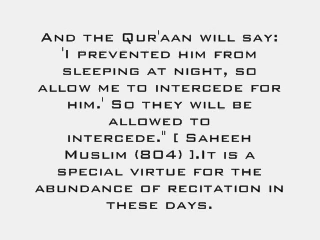 And the Qur'aan will say:
'I prevented him from
sleeping at night, so
allow me to intercede for
him.' So they will be
allowed to
intercede." [ Saheeh
Muslim (804) ].It is a
special virtue for the
abundance of recitation in
these days.